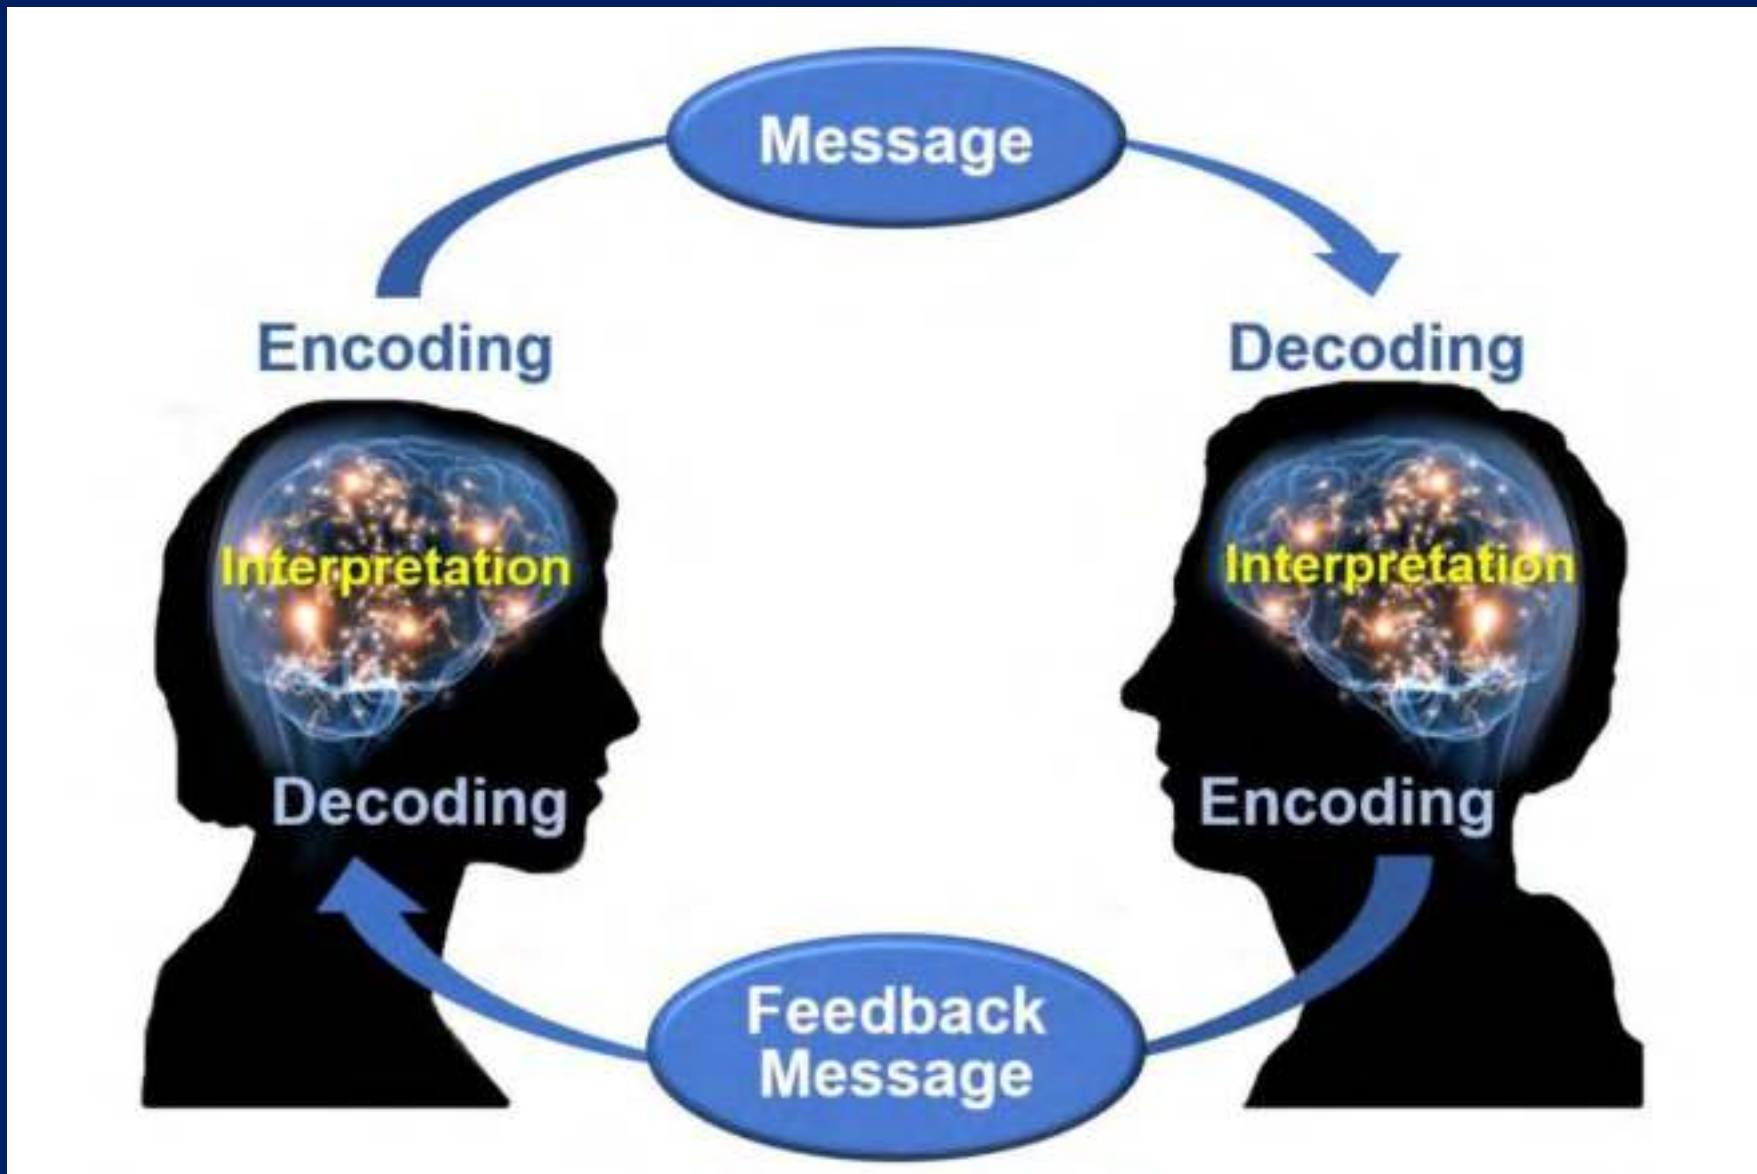 Message
Encoding
Decoding
Interpretation
Interpretation
Decoding
Encoding
Feedback
Message